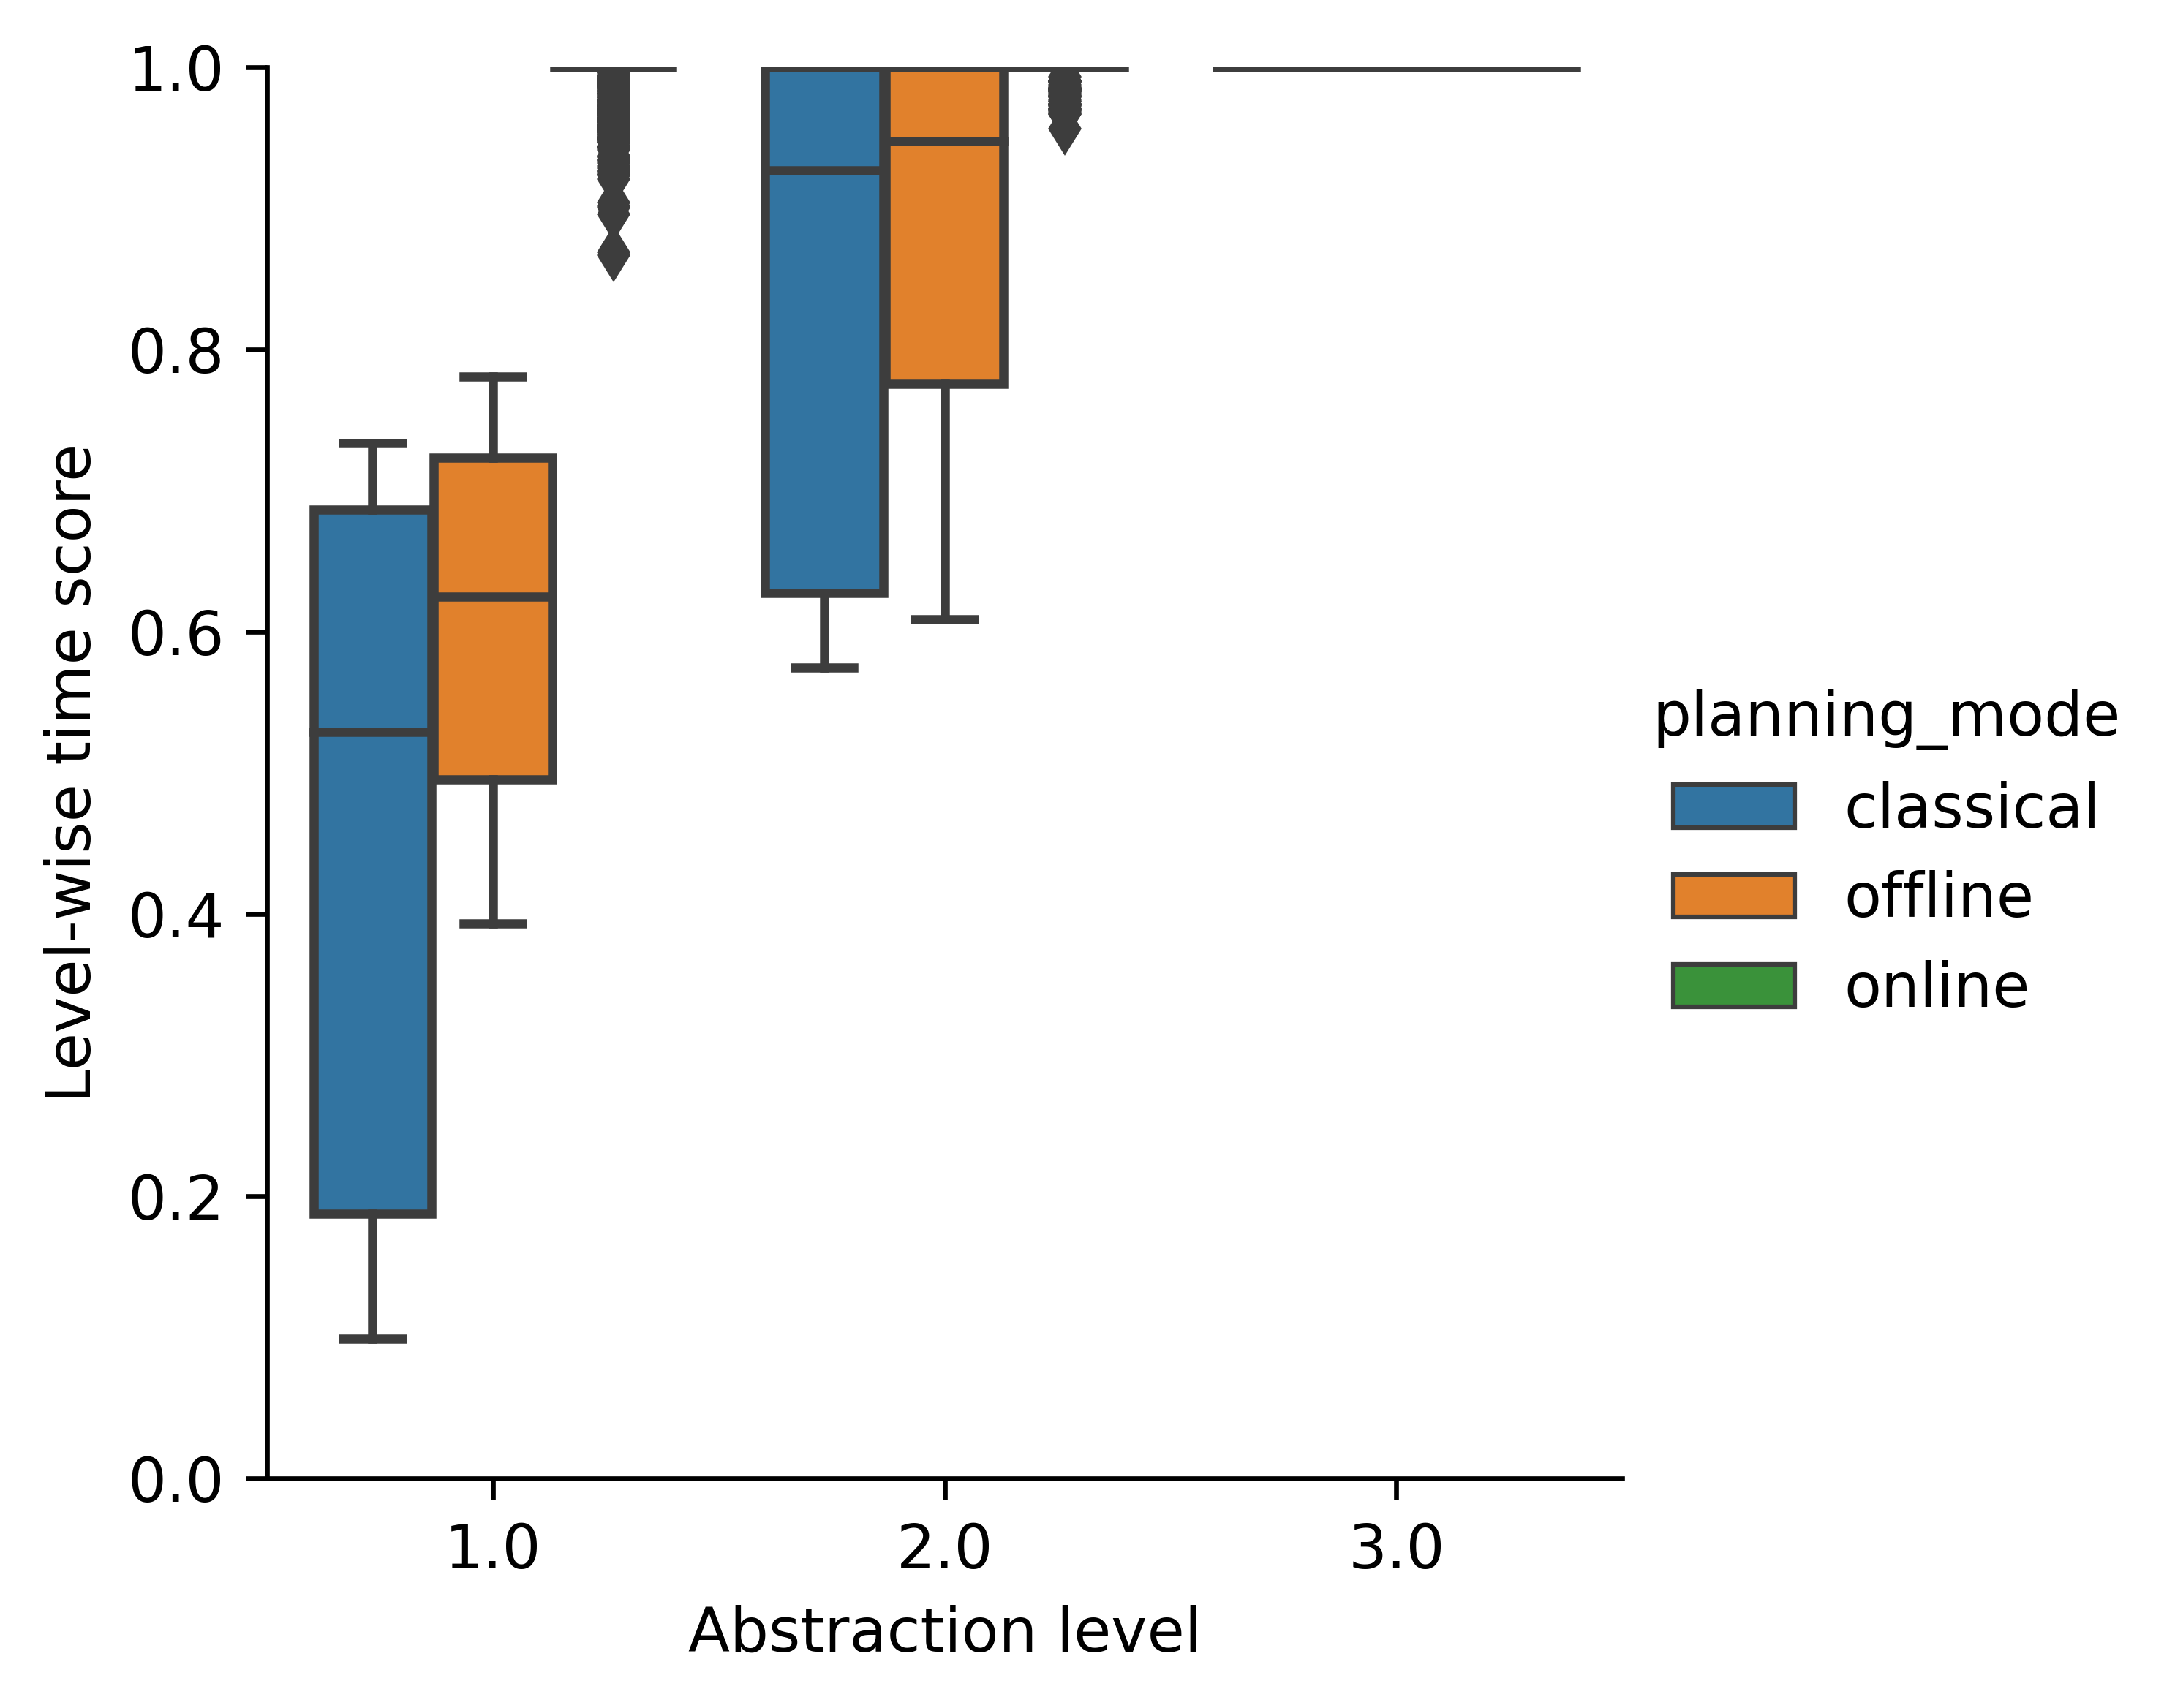 1.0
0.8
0.6
0.4
0.2
0.0
Level-wise time score
1.0 2.0 3.0
Abstraction level
planning_mode
classical
offline
online